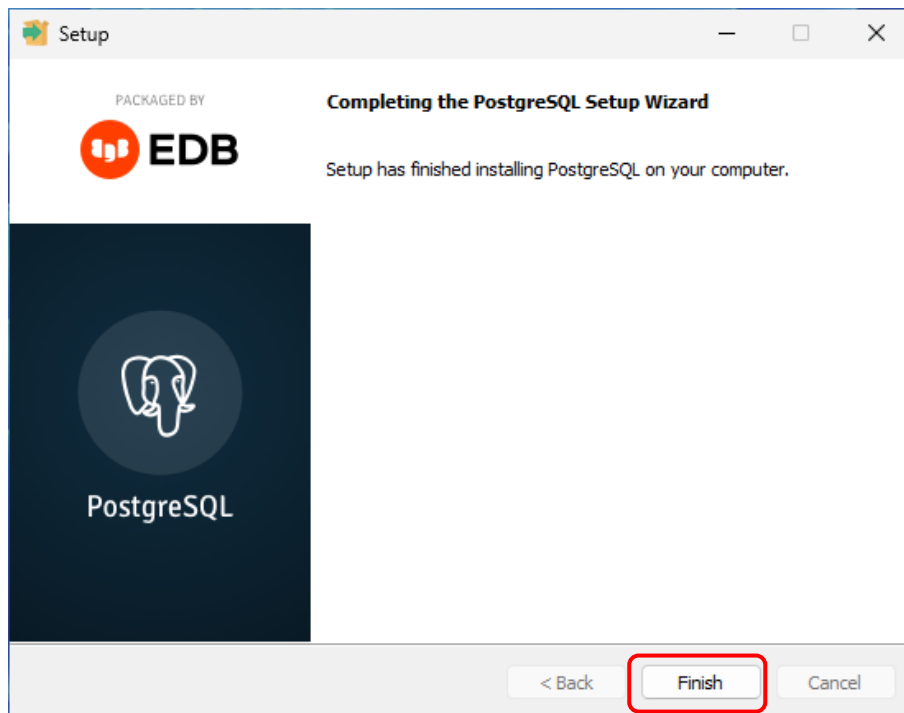 Setup
PACKAGED BY
EDB
Completing the PostgreSQL Setup Wizard
Setup has finished installing PostgreSQL on your computer.
PostgreSQL
< Back
Finish
Cancel